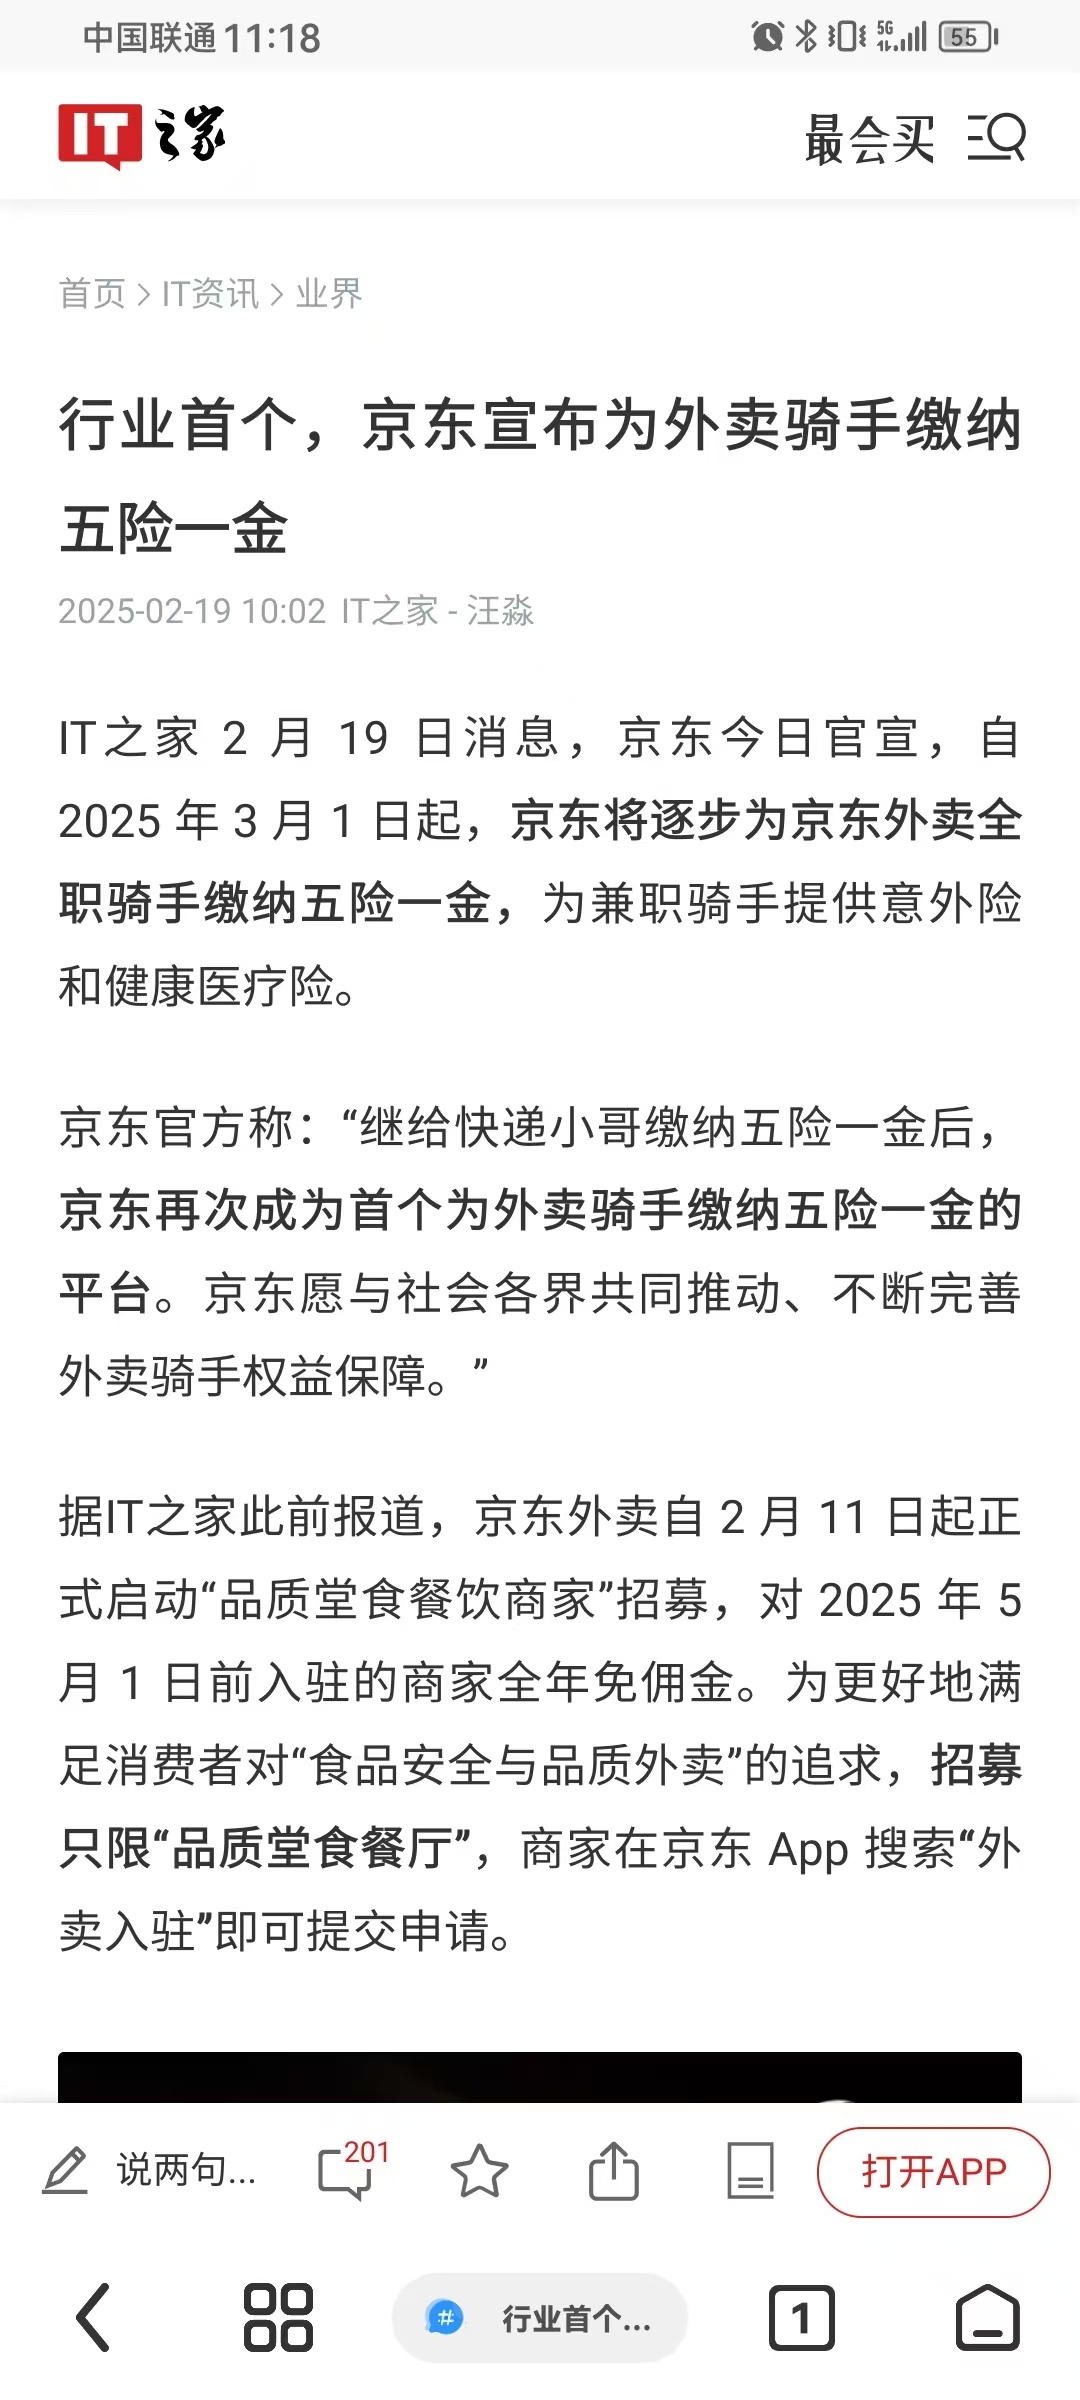 中国联通 11:18
5G
55
IT之家
最会买
首页 > IT资讯 > 业界
行业首个，京东宣布为外卖骑手缴纳
五险一金
2025-02-19 10:02 IT之家 - 汪淼
IT之家 2 月 19 日消息，京东今日官宣，自
2025 年 3 月 1 日起，京东将逐步为京东外卖全
职骑手缴纳五险一金，为兼职骑手提供意外险
和健康医疗险。
京东官方称：“继给快递小哥缴纳五险一金后，
京东再次成为首个为外卖骑手缴纳五险一金的
平台。京东愿与社会各界共同推动、不断完善
外卖骑手权益保障。”
据IT之家此前报道，京东外卖自 2 月 11 日起正
式启动“品质堂食餐饮商家”招募，对 2025 年 5
月 1 日前入驻的商家全年免佣金。为更好地满
足消费者对“食品安全与品质外卖”的追求，招募
只限“品质堂食餐厅”，商家在京东 App 搜索“外
卖入驻”即可提交申请。
说两句... 201 打开APP
# 行业首个... 1